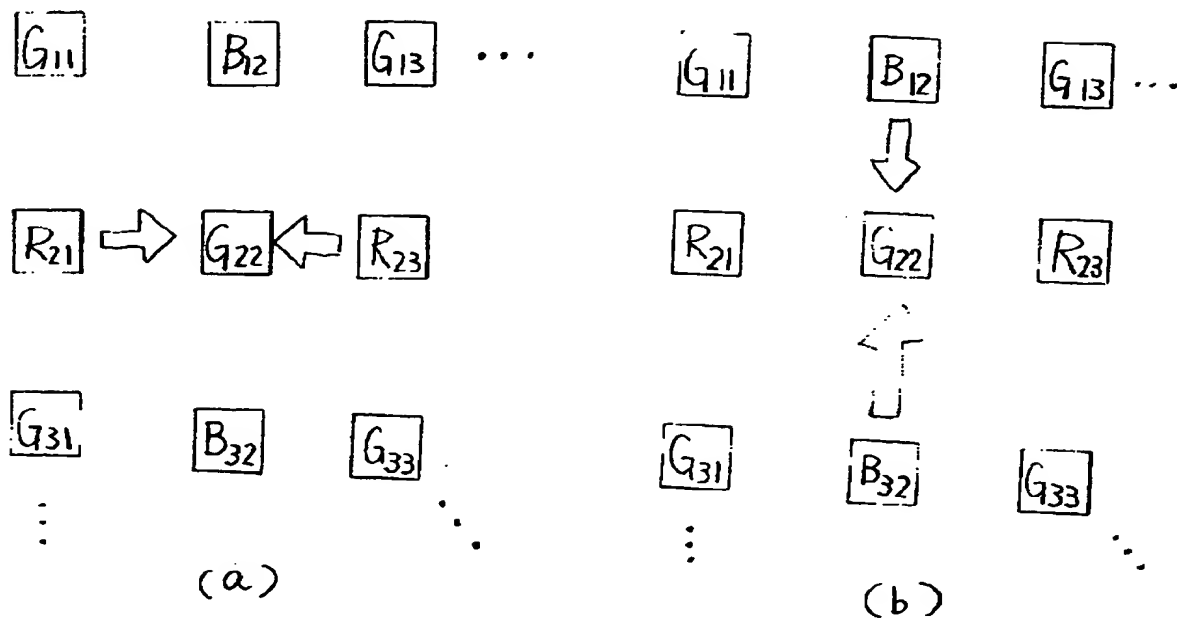 G11 B12 G13 ...
R21 G22 R23
G31 B32 G33
(a)
G11 B12 G13 ...
R21 G22 R23
G31 B32 G33
(b)